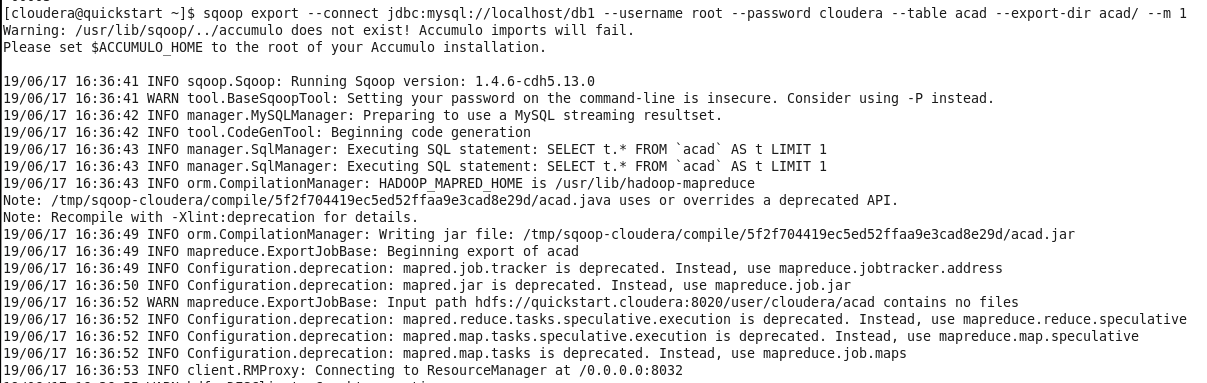 [cloudera@quickstart ~]$ sqoop export --connect jdbc:mysql://localhost/db1 --username root --password cloudera --table acad --export-dir acad/ --m 1
Warning: /usr/lib/sqoop/../accumulo does not exist! Accumulo imports will fail.
Please set $ACCUMULO_HOME to the root of your Accumulo installation.
19/06/17 16:36:41 INFO sqoop.Sqoop: Running Sqoop version: 1.4.6-cdh5.13.0
19/06/17 16:36:41 WARN tool.BaseSqoopTool: Setting your password on the command-line is insecure. Consider using -P instead.
19/06/17 16:36:42 INFO manager.MySQLManager: Preparing to use a MySQL streaming resultset.
19/06/17 16:36:42 INFO tool.CodeGenTool: Beginning code generation
19/06/17 16:36:43 INFO manager.SqlManager: Executing SQL statement: SELECT t.* FROM `acad` AS t LIMIT 1
19/06/17 16:36:43 INFO manager.SqlManager: Executing SQL statement: SELECT t.* FROM `acad` AS t LIMIT 1
19/06/17 16:36:43 INFO orm.CompilationManager: HADOOP_MAPRED_HOME is /usr/lib/hadoop-mapreduce
Note: /tmp/sqoop-cloudera/compile/5f2f704419ec5ed52ffaa9e3cad8e29d/acad.java uses or overrides a deprecated API.
Note: Recompile with -Xlint:deprecation for details.
19/06/17 16:36:49 INFO orm.CompilationManager: Writing jar file: /tmp/sqoop-cloudera/compile/5f2f704419ec5ed52ffaa9e3cad8e29d/acad.jar
19/06/17 16:36:49 INFO mapreduce.ExportJobBase: Beginning export of acad
19/06/17 16:36:49 INFO Configuration.deprecation: mapred.job.tracker is deprecated. Instead, use mapreduce.jobtracker.address
19/06/17 16:36:50 INFO Configuration.deprecation: mapred.jar is deprecated. Instead, use mapreduce.job.jar
19/06/17 16:36:52 WARN mapreduce.ExportJobBase: Input path hdfs://quickstart.cloudera:8020/user/cloudera/acad contains no files
19/06/17 16:36:52 INFO Configuration.deprecation: mapred.reduce.tasks.speculative.execution is deprecated. Instead, use mapreduce.reduce.speculative
19/06/17 16:36:52 INFO Configuration.deprecation: mapred.map.tasks.speculative.execution is deprecated. Instead, use mapreduce.map.speculative
19/06/17 16:36:52 INFO Configuration.deprecation: mapred.map.tasks is deprecated. Instead, use mapreduce.job.maps
19/06/17 16:36:53 INFO client.RMProxy: Connecting to ResourceManager at /0.0.0.0:8032